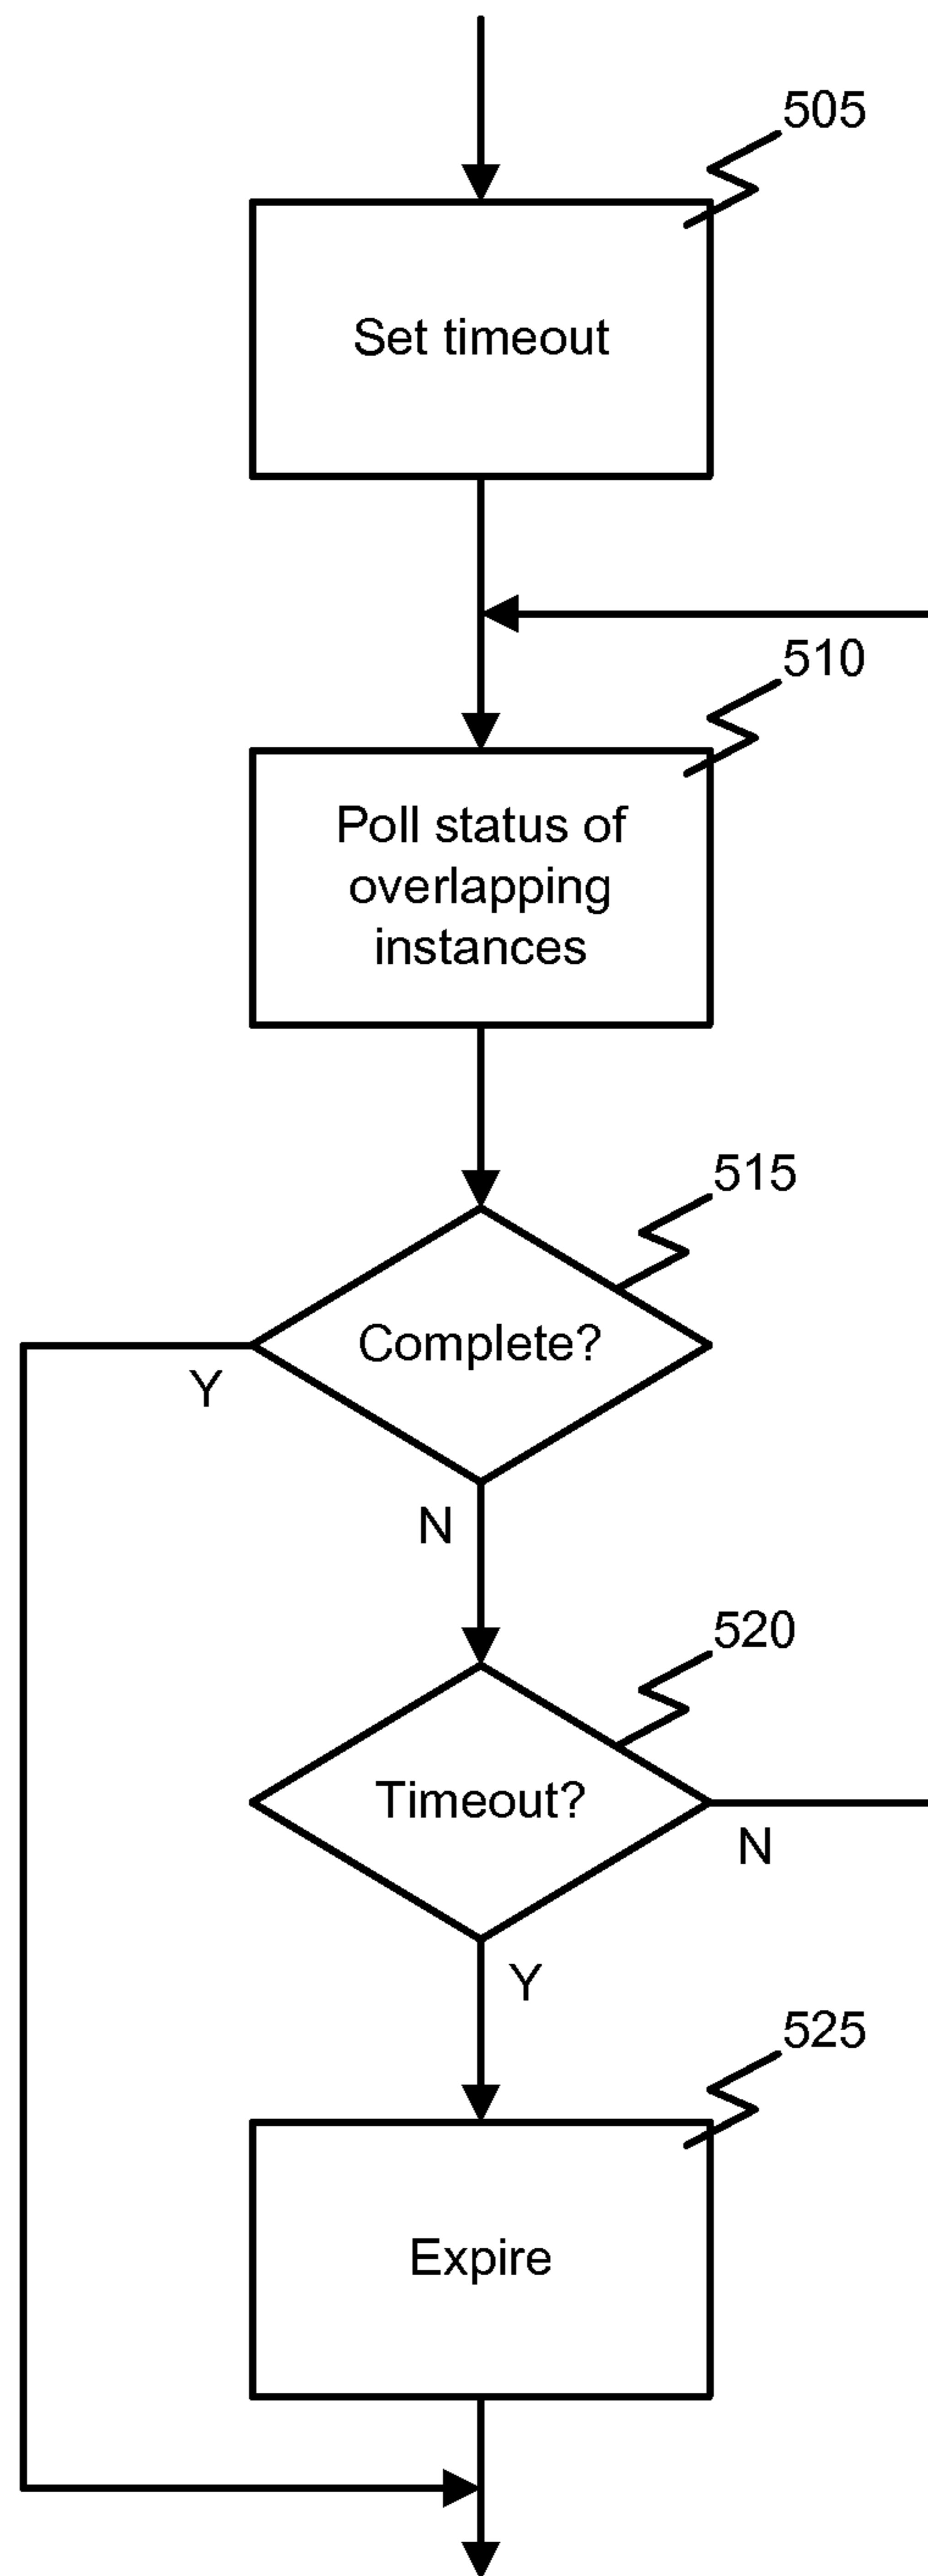 505
Set timeout
510
Poll status of
overlapping
instances
515
Complete?
Y
N
520
Timeout?
N
Y
525
Expire